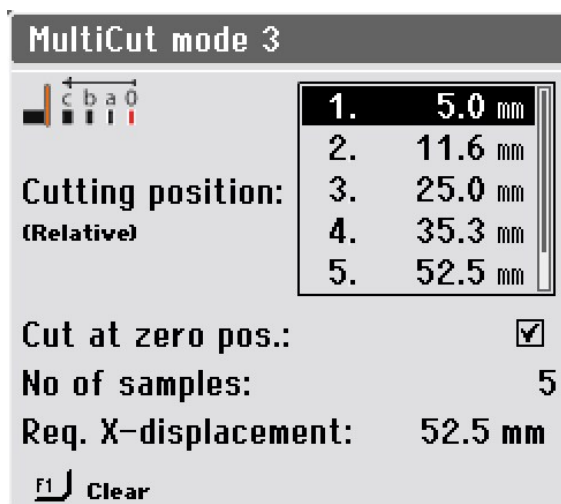 MultiCut mode 3
c b a 0
1. 5.0 mm
2. 11.6 mm
Cutting position:
(Relative)
3. 25.0 mm
4. 35.3 mm
5. 52.5 mm
Cut at zero pos.:
No of samples: 5
Req. X-displacement: 52.5 mm
F1 Clear